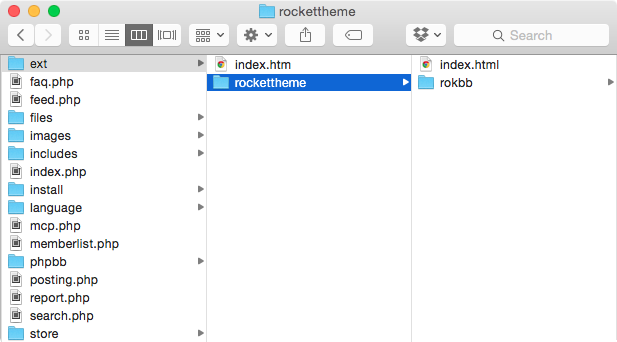 rockettheme
Search
ext
faq.php
feed.php
files
images
includes
index.php
install
language
mcp.php
memberlist.php
phpbb
posting.php
report.php
search.php
store
index.htm
rockettheme
index.html
rokbb